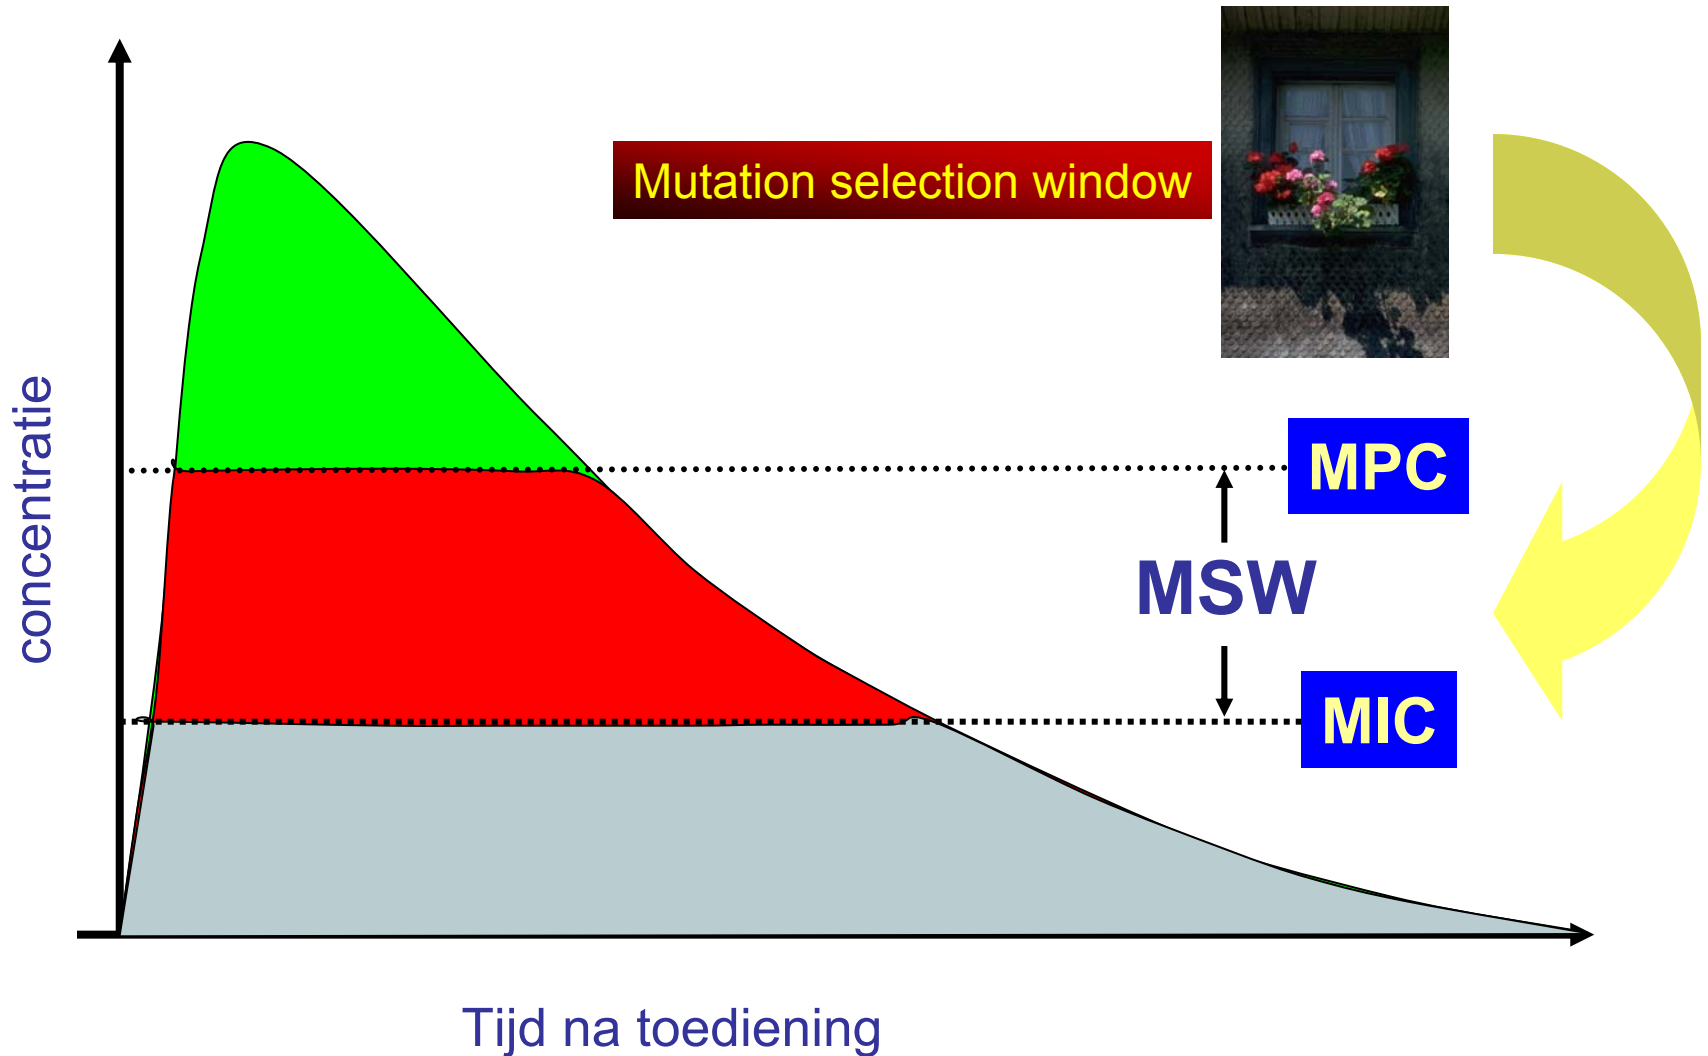 Mutation selection window
concentratie
MPC
MSW
MIC
Tijd na toediening